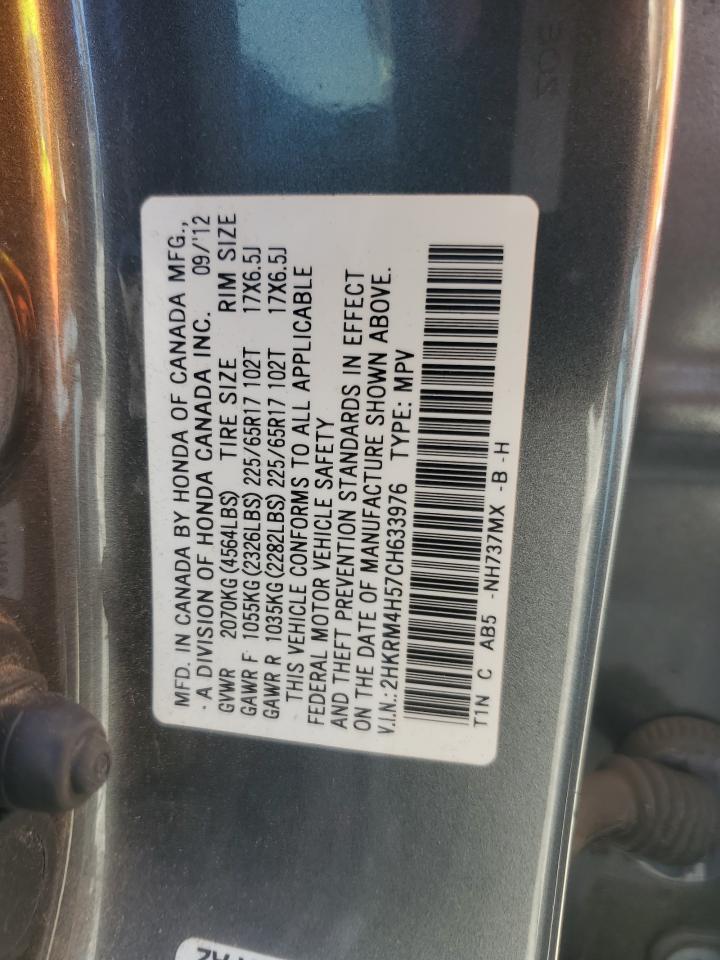 MFD. IN CANADA BY HONDA OF CANADA MFG.,
A DIVISION OF HONDA CANADA INC. 09/'12
GVWR 2070KG (4564LBS) TIRE SIZE RIM SIZE
GAWR F 1055KG (2326LBS) 225/65R17 102T 17X6.5J
GAWR R 1035KG (2282LBS) 225/65R17 102T 17X6.5J
THIS VEHICLE CONFORMS TO ALL APPLICABLE
FEDERAL MOTOR VEHICLE SAFETY
AND THEFT PREVENTION STANDARDS IN EFFECT
ON THE DATE OF MANUFACTURE SHOWN ABOVE.
V.I.N.: 2HKRM4H57CH633976 TYPE: MPV
T1N C AB5 -NH737MX -B -H